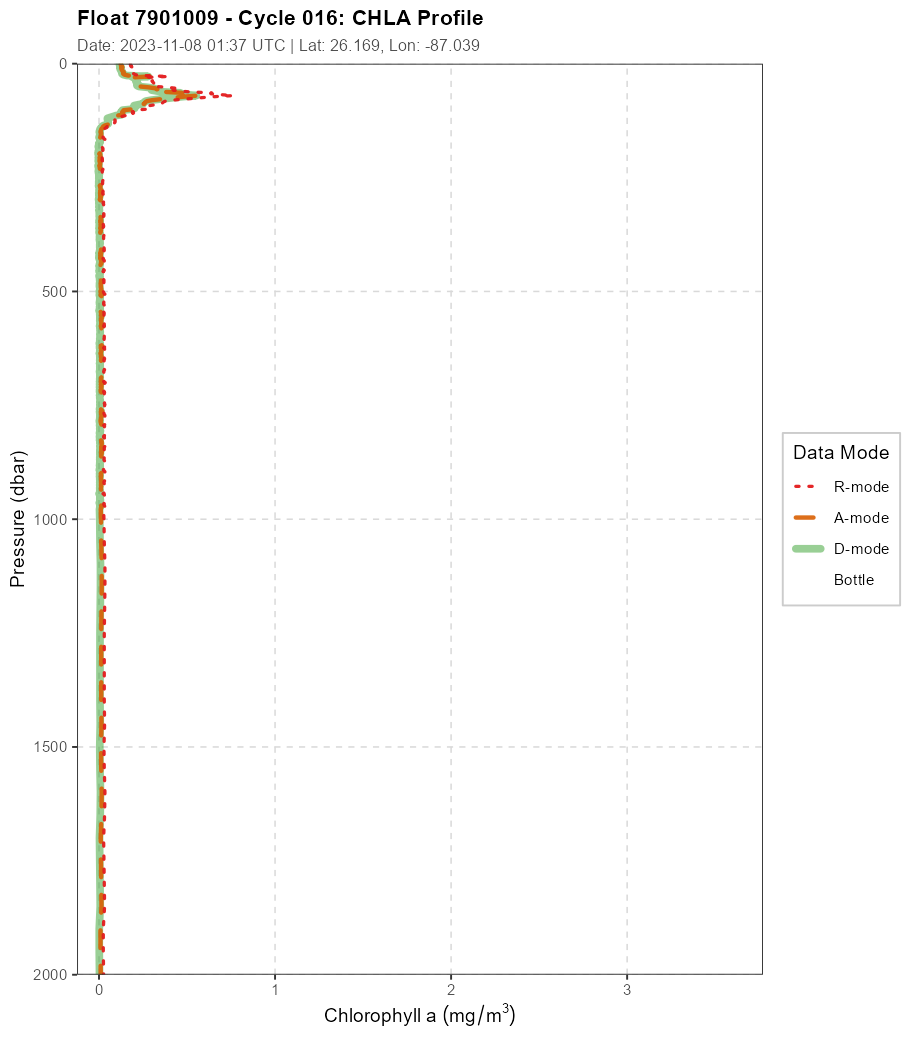 Float 7901009 - Cycle 016: CHLA Profile
Date: 2023-11-08 01:37 UTC | Lat: 26.169, Lon: -87.039
0
500
1000
1500
2000
Pressure (dbar)
0 1 2 3
Chlorophyll a (mg/m³)
Data Mode
R-mode
A-mode
D-mode
Bottle